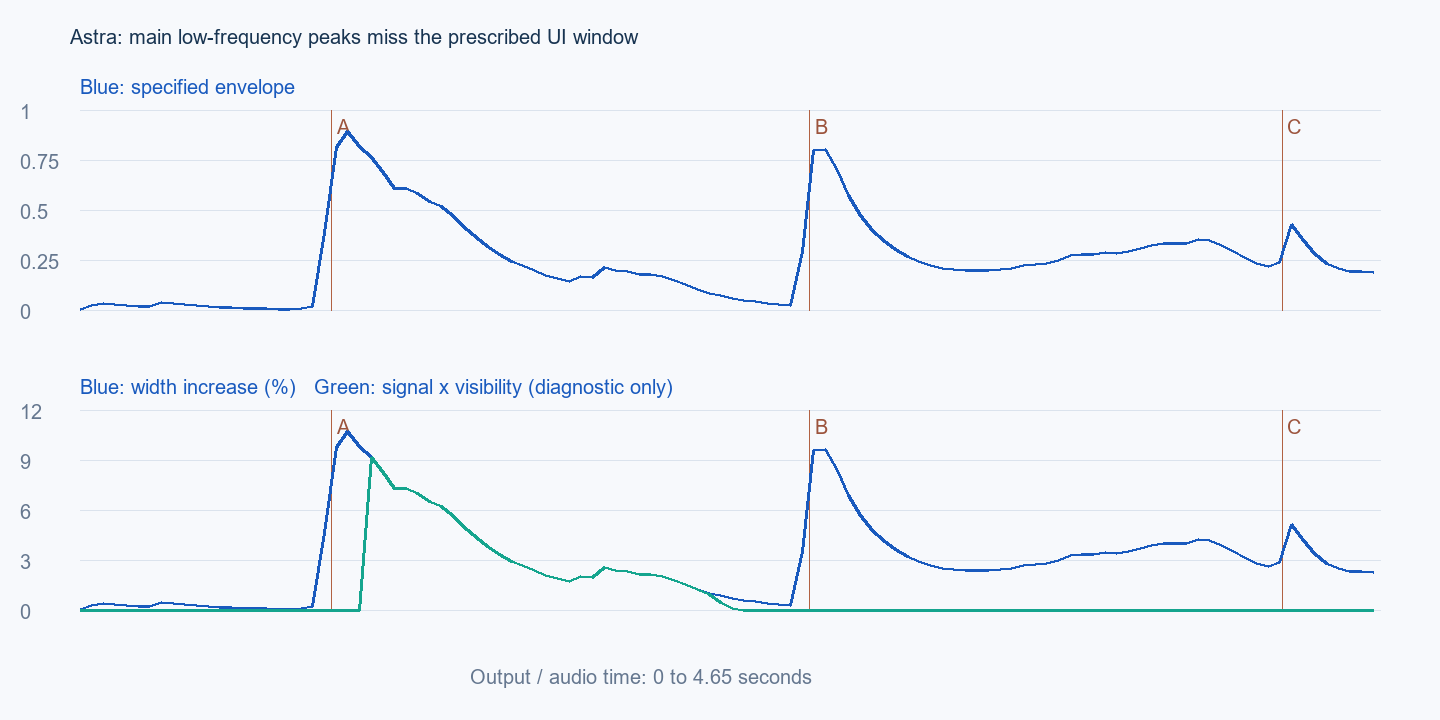 Astra: main low-frequency peaks miss the prescribed UI window
Blue: specified envelope
1
A
B
C
0.75
0.5
0.25
0
Blue: width increase (%)   Green: signal x visibility (diagnostic only)
12
A
B
C
9
6
3
0
Output / audio time: 0 to 4.65 seconds